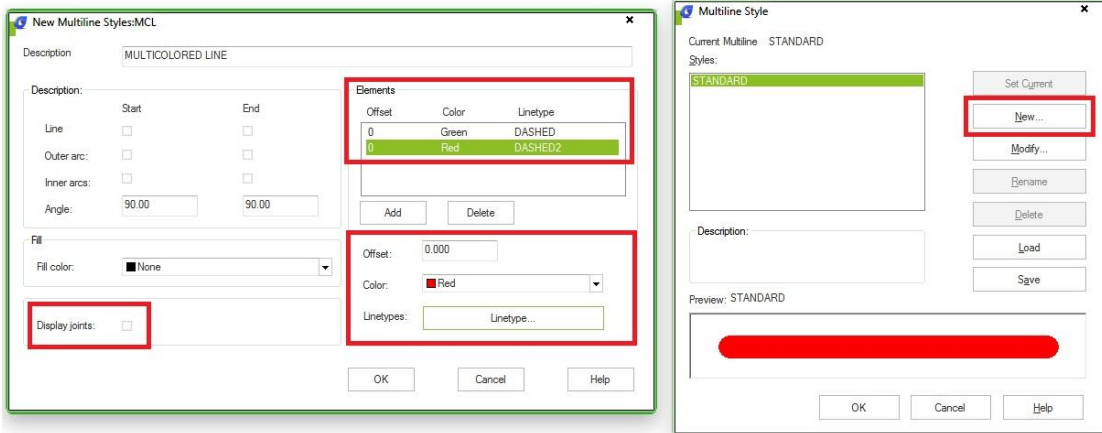 New Multiline Styles:MCL
Description MULTICOLORED LINE
Description:
Start End
Line
Outer arc:
Inner arcs:
Angle: 90.00 90.00
Fill
Fill color: None
Display joints:
Elements
Offset Color Linetype
0 Green DASHED
0 Red DASHED2
Add Delete
Offset: 0.000
Color: Red
Linetypes: Linetype...
OK Cancel Help
Multiline Style
Current Multiline STANDARD
Styles:
STANDARD
Set Current
New...
Modify...
Rename
Delete
Load
Save
Description:
Preview: STANDARD
OK Cancel Help